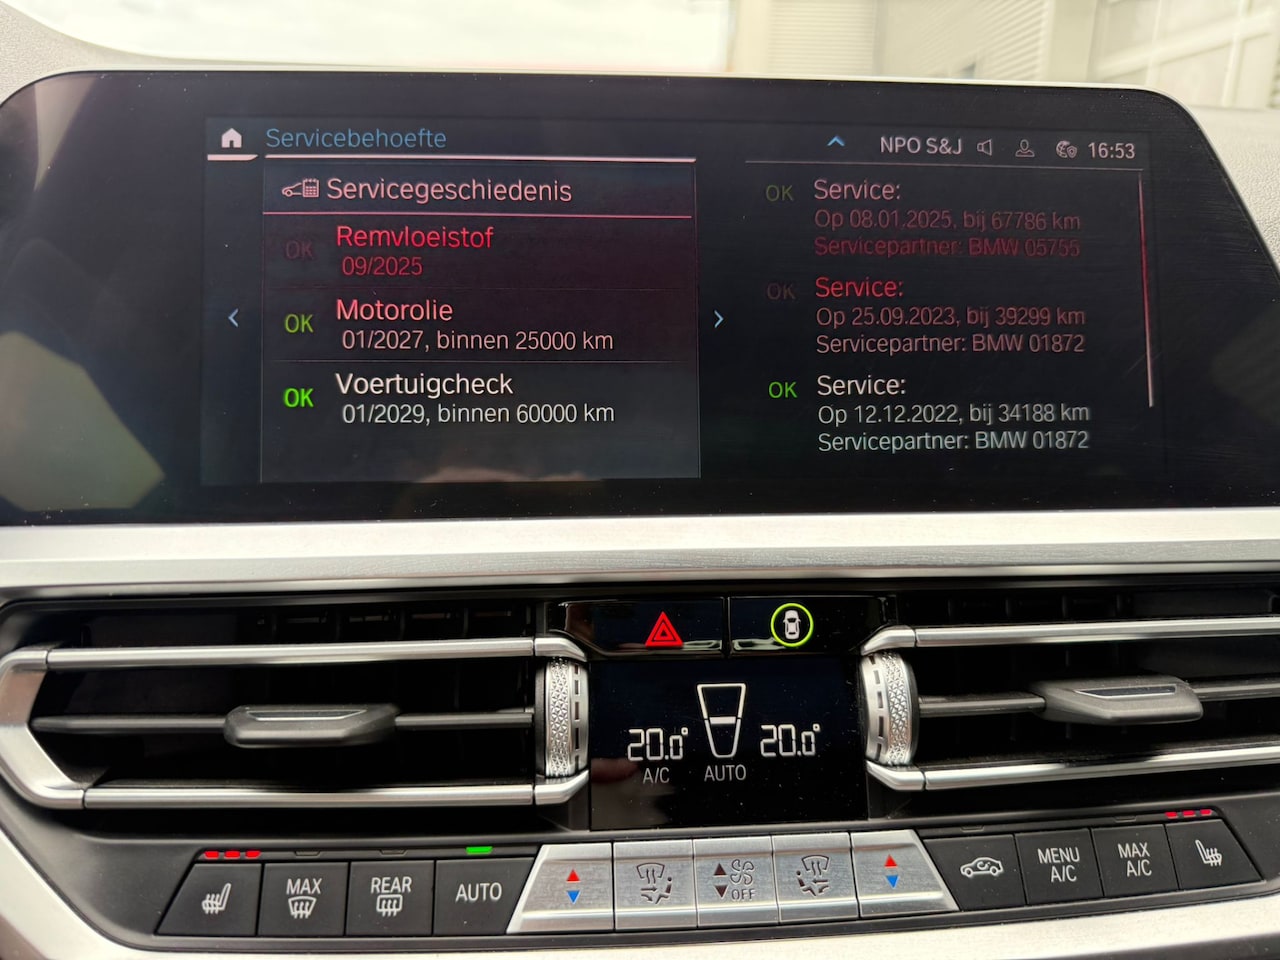 Servicebehoefte
NPO S&J
16:53
Servicegeschiedenis
OK Remvloeistof
09/2025
OK Motorolie
01/2027, binnen 25000 km
OK Voertuigcheck
01/2029, binnen 60000 km
OK Service:
Op 08.01.2025, bij 67786 km
Servicepartner: BMW 05755
OK Service:
Op 25.09.2023, bij 39299 km
Servicepartner: BMW 01872
OK Service:
Op 12.12.2022, bij 34188 km
Servicepartner: BMW 01872
20.0° 20.0°
A/C AUTO
MAX
REAR
AUTO
OFF
MENU
A/C
MAX
A/C